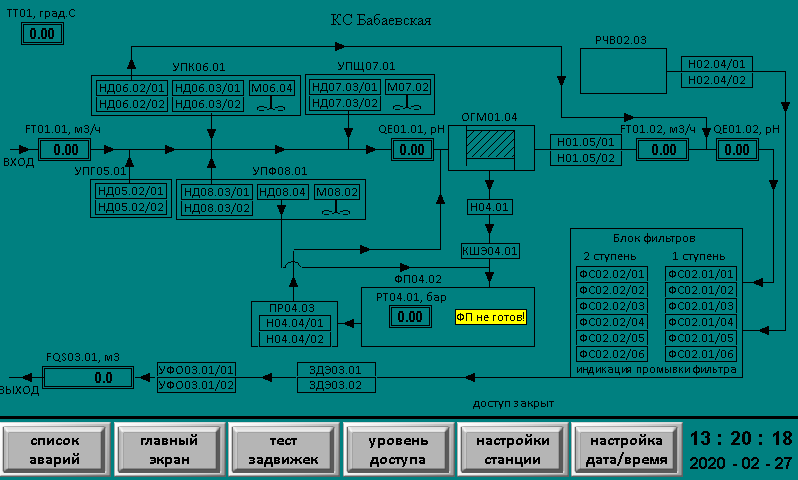 ТТ01, град.С
0.00
КС Бабаевская
РЧВ02.03
Н02.04/01
Н02.04/02
УПК06.01
НД06.02/01
НД06.02/02
НД06.03/01
НД06.03/02
М06.04
УПЩ07.01
НД07.03/01
НД07.03/02
М07.02
ОГМ01.04
FT01.01, м3/ч
0.00
ВХОД
QE01.01, pH
0.00
Н01.05/01
Н01.05/02
FT01.02, м3/ч
0.00
QE01.02, pH
0.00
УПГ05.01
НД05.02/01
НД05.02/02
УПФ08.01
НД08.03/01
НД08.03/02
НД08.04
М08.02
Н04.01
КШЭ04.01
ФП04.02
РТ04.01, бар
0.00
ФП не готов!
ПР04.03
Н04.04/01
Н04.04/02
Блок фильтров
2 ступень
1 ступень
ФС02.02/01
ФС02.01/01
ФС02.02/02
ФС02.01/02
ФС02.02/03
ФС02.01/03
ФС02.02/04
ФС02.01/04
ФС02.02/05
ФС02.01/05
ФС02.02/06
ФС02.01/06
индикация промывки фильтра
FQS03.01, м3
0.0
ВЫХОД
УФО03.01/01
УФО03.01/02
ЗДЭ03.01
ЗДЭ03.02
доступ закрыт
список
аварий
главный
экран
тест
задвижек
уровень
доступа
настройки
станции
настройка
дата/время
13 : 20 : 18
2020 - 02 - 27